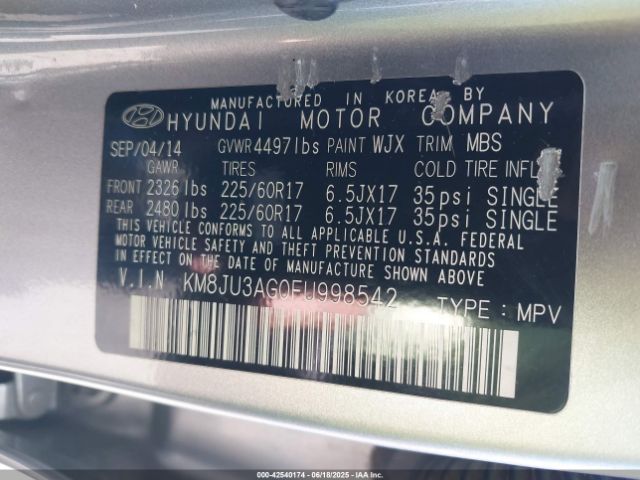 MANUFACTURED IN KOREA BY
HYUNDAI MOTOR COMPANY
SEP/04/14 GVWR 4497lbs PAINT WJX TRIM MBS
GAWR TIRES RIMS COLD TIRE INFL
FRONT 2326 lbs 225/60R17 6.5JX17 35psi SINGLE
REAR 2480 lbs 225/60R17 6.5JX17 35psi SINGLE
THIS VEHICLE CONFORMS TO ALL APPLICABLE U.S.A. FEDERAL
MOTOR VEHICLE SAFETY AND THEFT PREVENTION STANDARDS
IN EFFECT ON THE DATE OF MANUFACTURE SHOWN ABOVE.
V.I.N KM8JU3AG0FU998542 TYPE : MPV
000-42540174 | 06/18/2025 | IAAI.COM